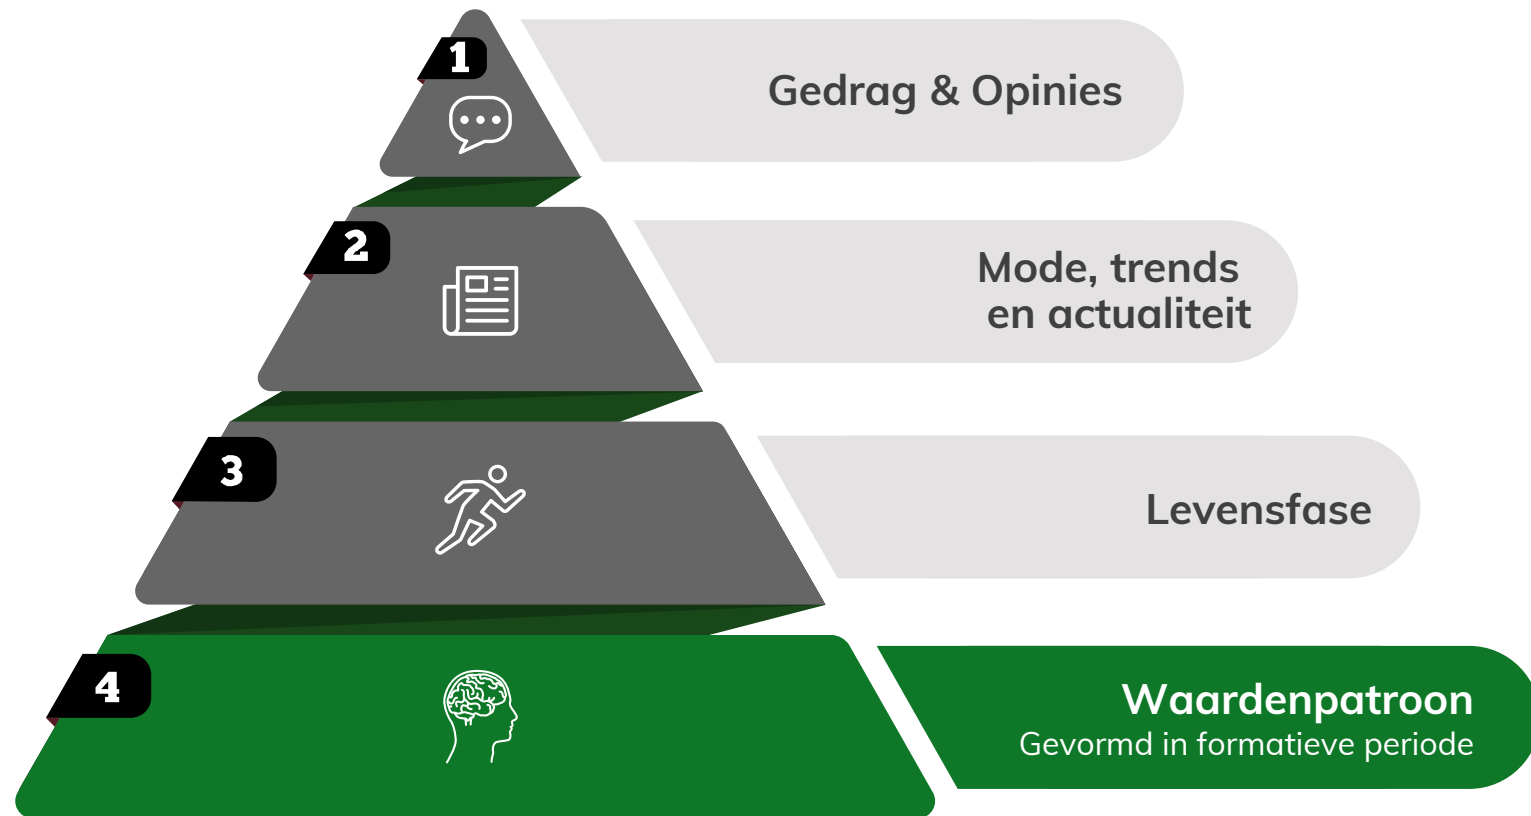 1
Gedrag & Opinies
2
Mode, trends
en actualiteit
3
Levensfase
4
Waardenpatroon
Gevormd in formatieve periode